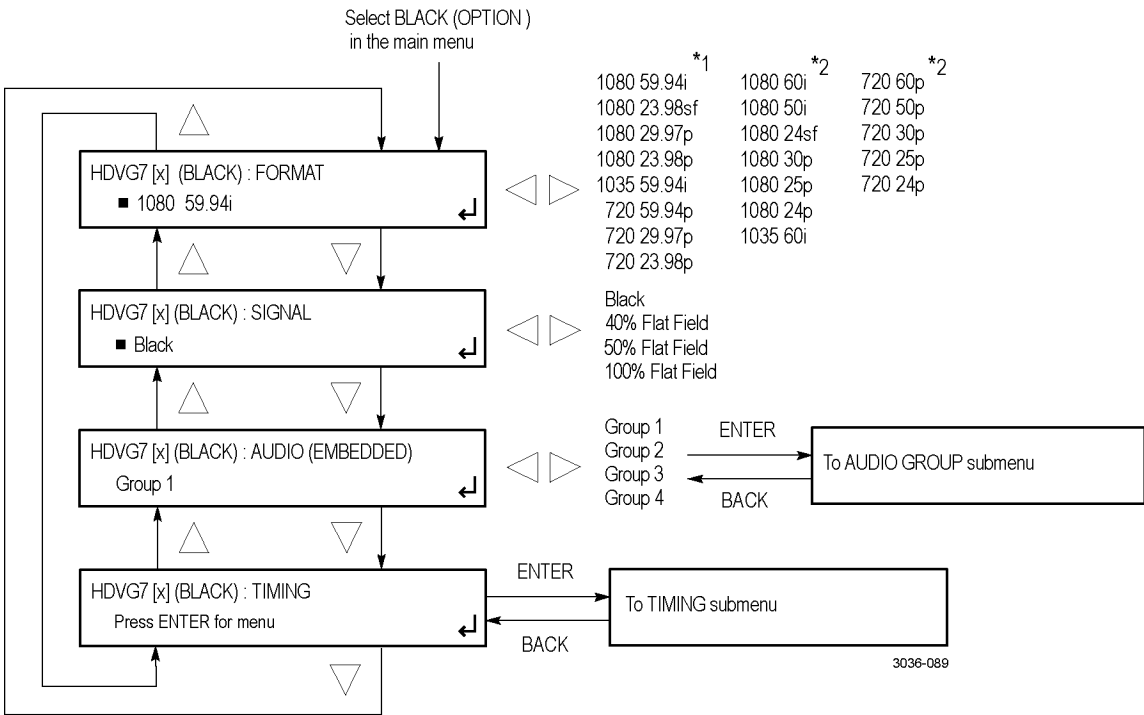 Select BLACK (OPTION )
in the main menu
*1
1080 59.94i
1080 23.98sf
1080 29.97p
1080 23.98p
1035 59.94i
720 59.94p
720 29.97p
720 23.98p
*2
1080 60i
1080 50i
1080 24sf
1080 30p
1080 25p
1080 24p
1035 60i
*2
720 60p
720 50p
720 30p
720 25p
720 24p
HDVG7 [x] (BLACK) : FORMAT
■ 1080 59.94i
HDVG7 [x] (BLACK) : SIGNAL
■ Black
Black
40% Flat Field
50% Flat Field
100% Flat Field
HDVG7 [x] (BLACK) : AUDIO (EMBEDDED)
Group 1
Group 1
Group 2
Group 3
Group 4
ENTER
BACK
To AUDIO GROUP submenu
HDVG7 [x] (BLACK) : TIMING
Press ENTER for menu
ENTER
BACK
To TIMING submenu
3036-089